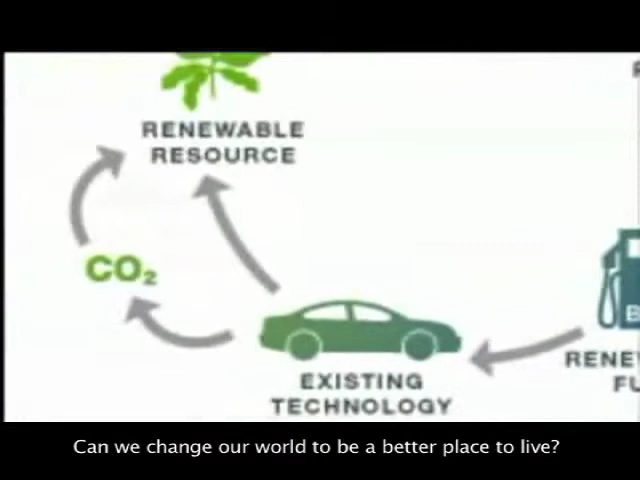 RENEWABLE
RESOURCE
CO₂
EXISTING
TECHNOLOGY
Can we change our world to be a better place to live?